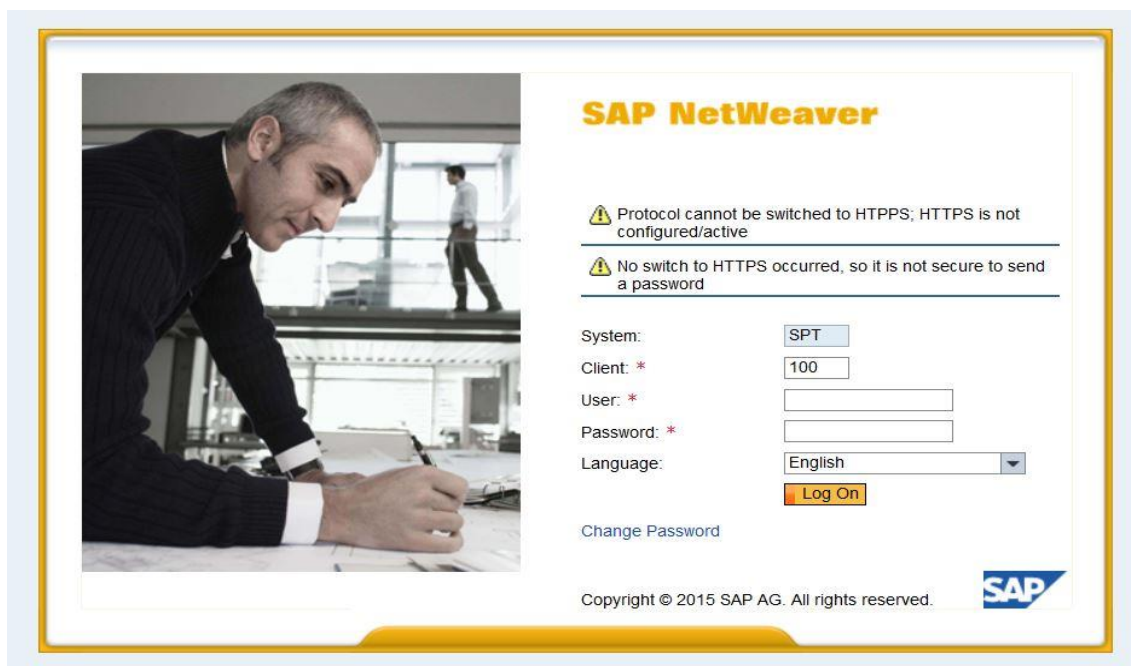 SAP NetWeaver
Protocol cannot be switched to HTPPS; HTTPS is not
configured/active
No switch to HTTPS occurred, so it is not secure to send
a password
System: SPT
Client: * 100
User: *
Password: *
Language: English
Log On
Change Password
Copyright © 2015 SAP AG. All rights reserved.
SAP